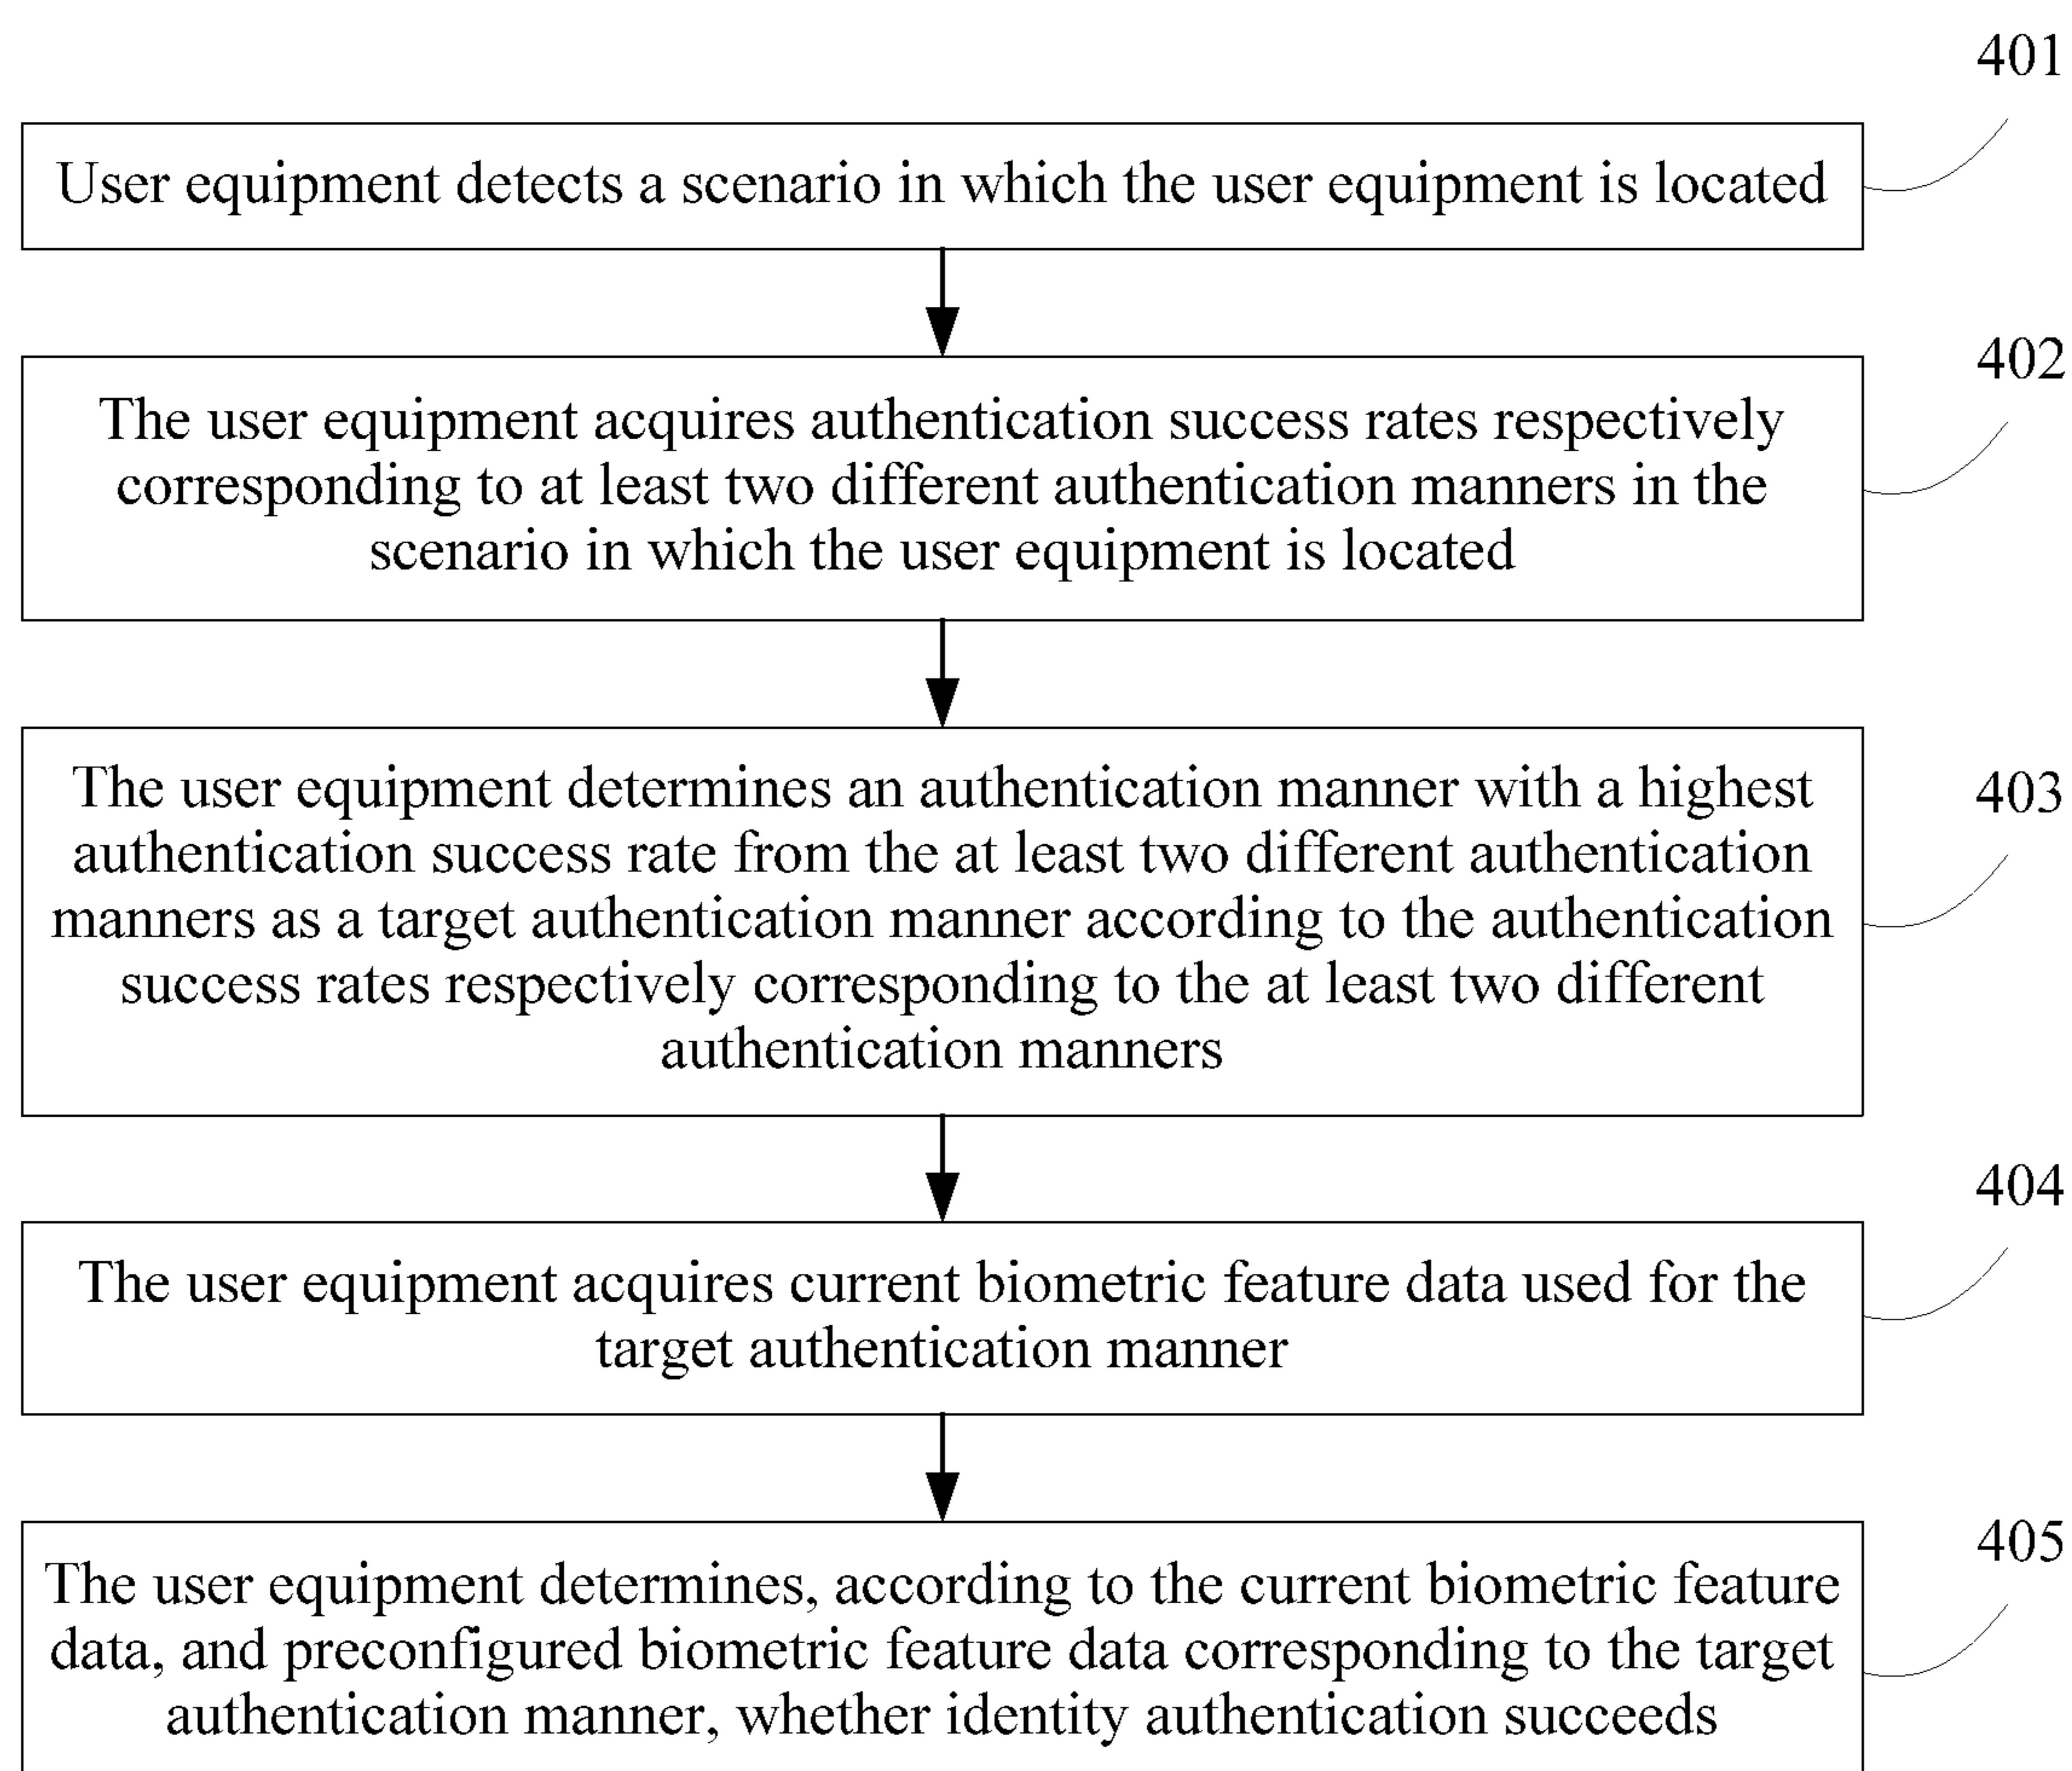 401
User equipment detects a scenario in which the user equipment is located
402
The user equipment acquires authentication success rates respectively
corresponding to at least two different authentication manners in the
scenario in which the user equipment is located
403
The user equipment determines an authentication manner with a highest
authentication success rate from the at least two different authentication
manners as a target authentication manner according to the authentication
success rates respectively corresponding to the at least two different
authentication manners
404
The user equipment acquires current biometric feature data used for the
target authentication manner
405
The user equipment determines, according to the current biometric feature
data, and preconfigured biometric feature data corresponding to the target
authentication manner, whether identity authentication succeeds